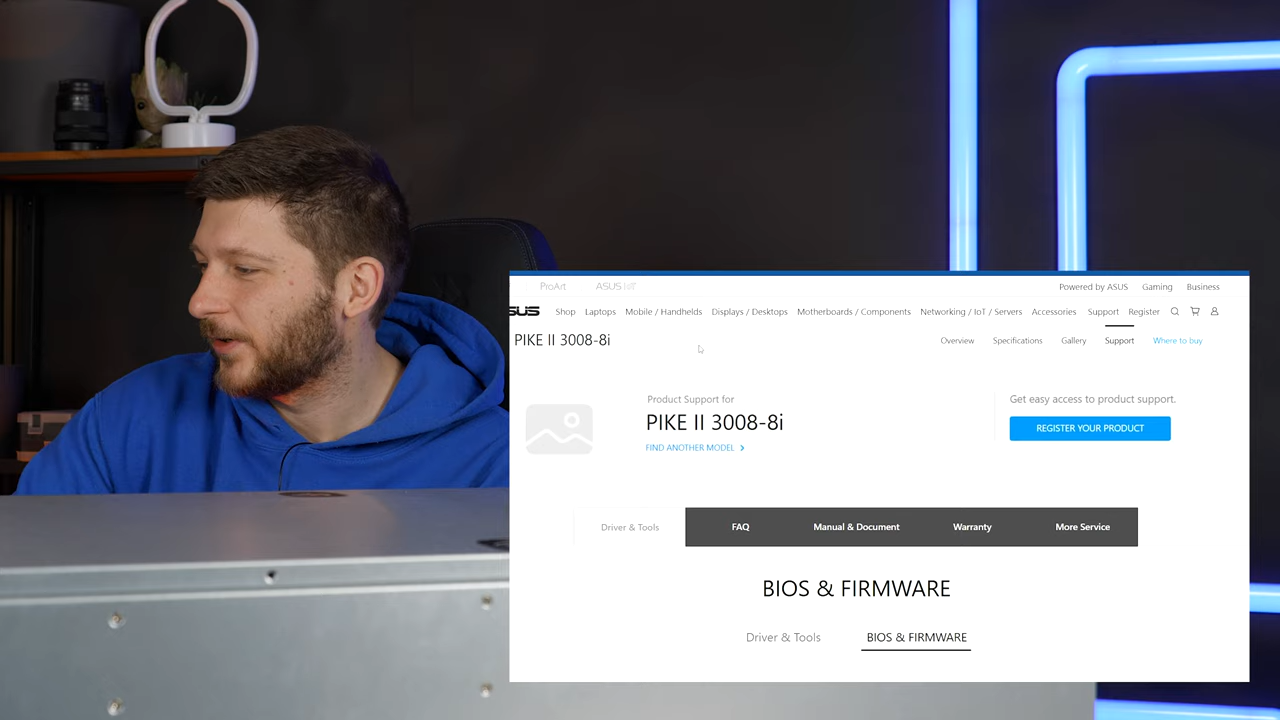 ProArt ASUS
Powered by ASUS Gaming Business
SUS Shop Laptops Mobile / Handhelds Displays / Desktops Motherboards / Components Networking / IoT / Servers Accessories Support Register
PIKE II 3008-8i
Overview Specifications Gallery Support Where to buy
Product Support for
PIKE II 3008-8i
FIND ANOTHER MODEL
Get easy access to product support.
REGISTER YOUR PRODUCT
Driver & Tools FAQ Manual & Document Warranty More Service
BIOS & FIRMWARE
Driver & Tools BIOS & FIRMWARE